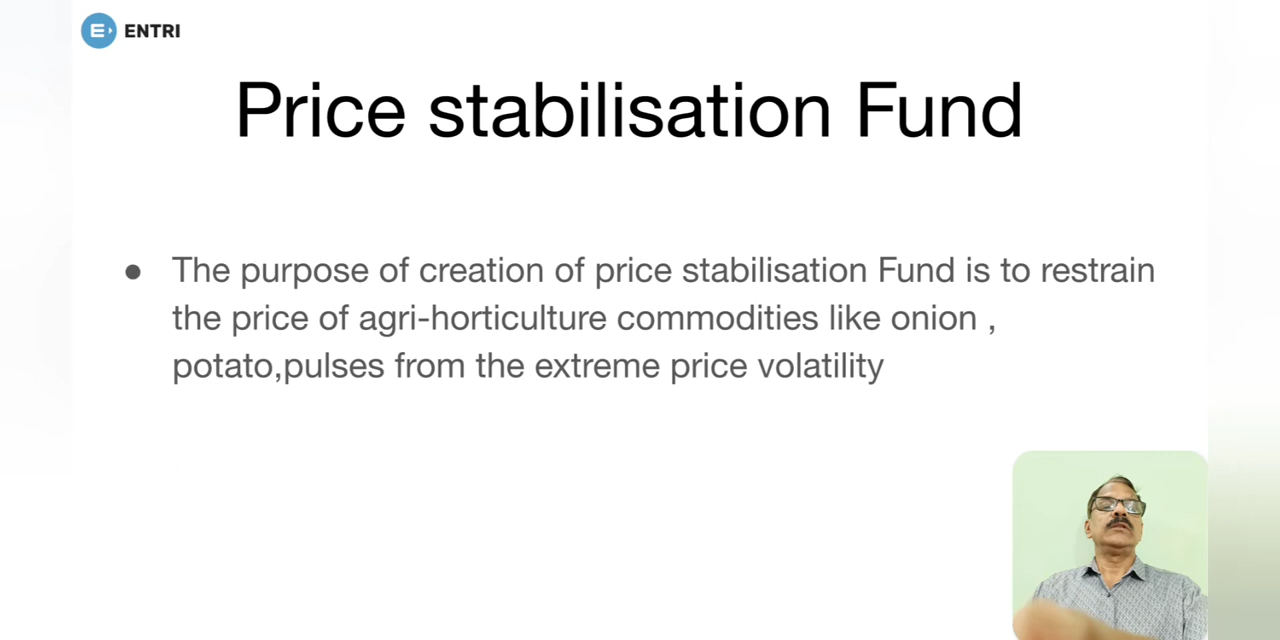 E ENTRI
Price stabilisation Fund
● The purpose of creation of price stabilisation Fund is to restrain
the price of agri-horticulture commodities like onion ,
potato,pulses from the extreme price volatility